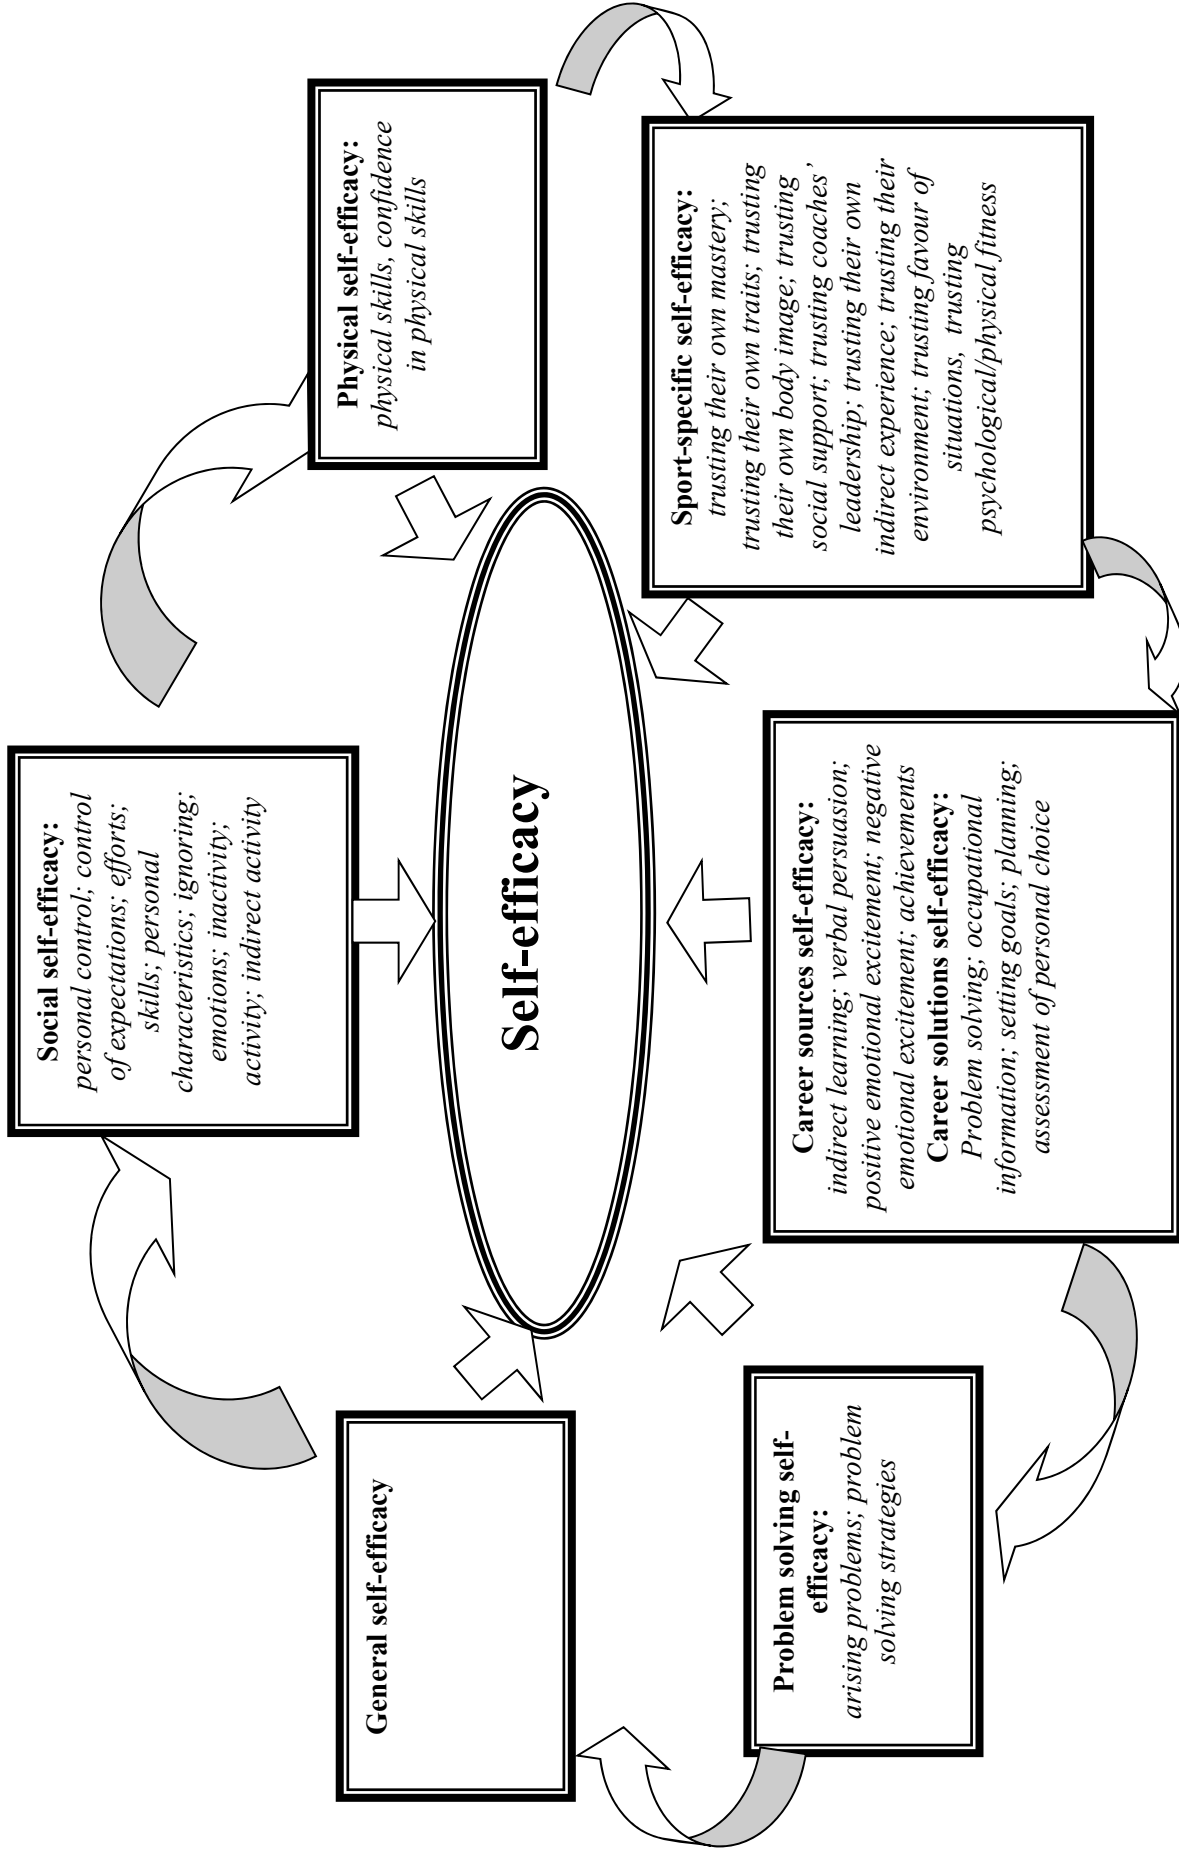 Social self-efficacy:
personal control; control
of expectations; efforts;
skills; personal
characteristics; ignoring;
emotions; inactivity;
activity; indirect activity
General self-efficacy
Physical self-efficacy:
physical skills, confidence
in physical skills
Self-efficacy
Problem solving self-
efficacy:
arising problems; problem
solving strategies
Career sources self-efficacy:
indirect learning; verbal persuasion;
positive emotional excitement; negative
emotional excitement; achievements
Career solutions self-efficacy:
Problem solving; occupational
information; setting goals; planning;
assessment of personal choice
Sport-specific self-efficacy:
trusting their own mastery;
trusting their own traits; trusting
their own body image; trusting
social support; trusting coaches’
leadership; trusting their own
indirect experience; trusting their
environment; trusting favour of
situations, trusting
psychological/physical fitness